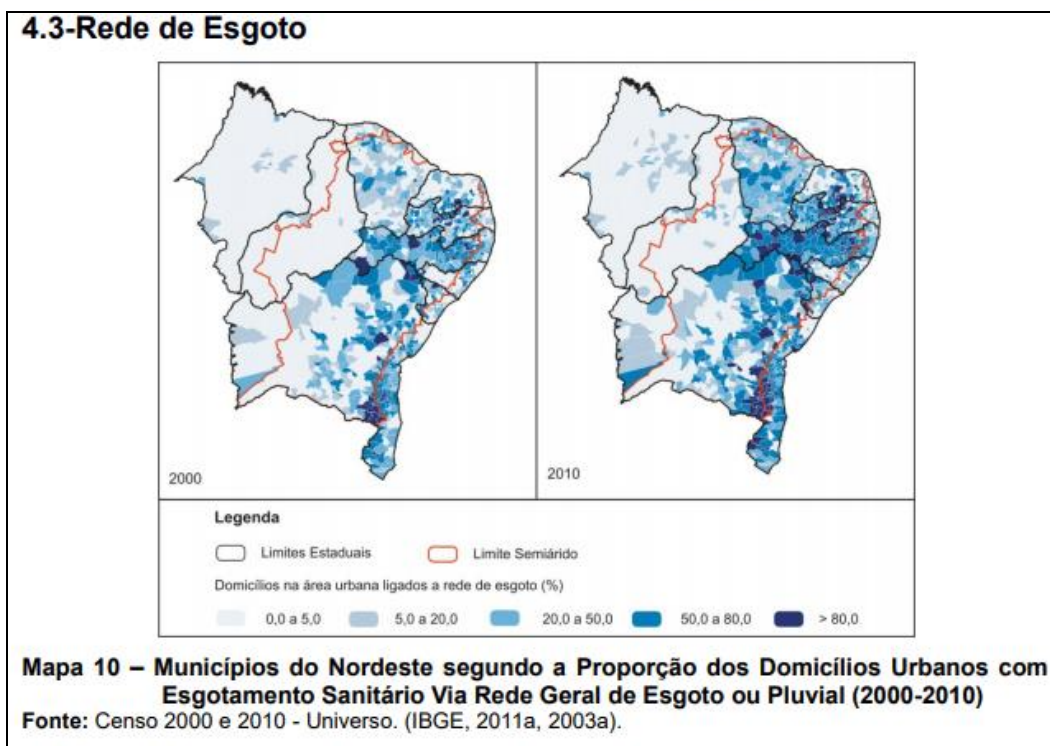 4.3-Rede de Esgoto
2000
2010
Legenda
Limites Estaduais
Limite Semiárido
Domicílios na área urbana ligados a rede de esgoto (%)
0,0 a 5,0
5,0 a 20,0
20,0 a 50,0
50,0 a 80,0
> 80,0
Mapa 10 – Municípios do Nordeste segundo a Proporção dos Domicílios Urbanos com
Esgotamento Sanitário Via Rede Geral de Esgoto ou Pluvial (2000-2010)
Fonte: Censo 2000 e 2010 - Universo. (IBGE, 2011a, 2003a).